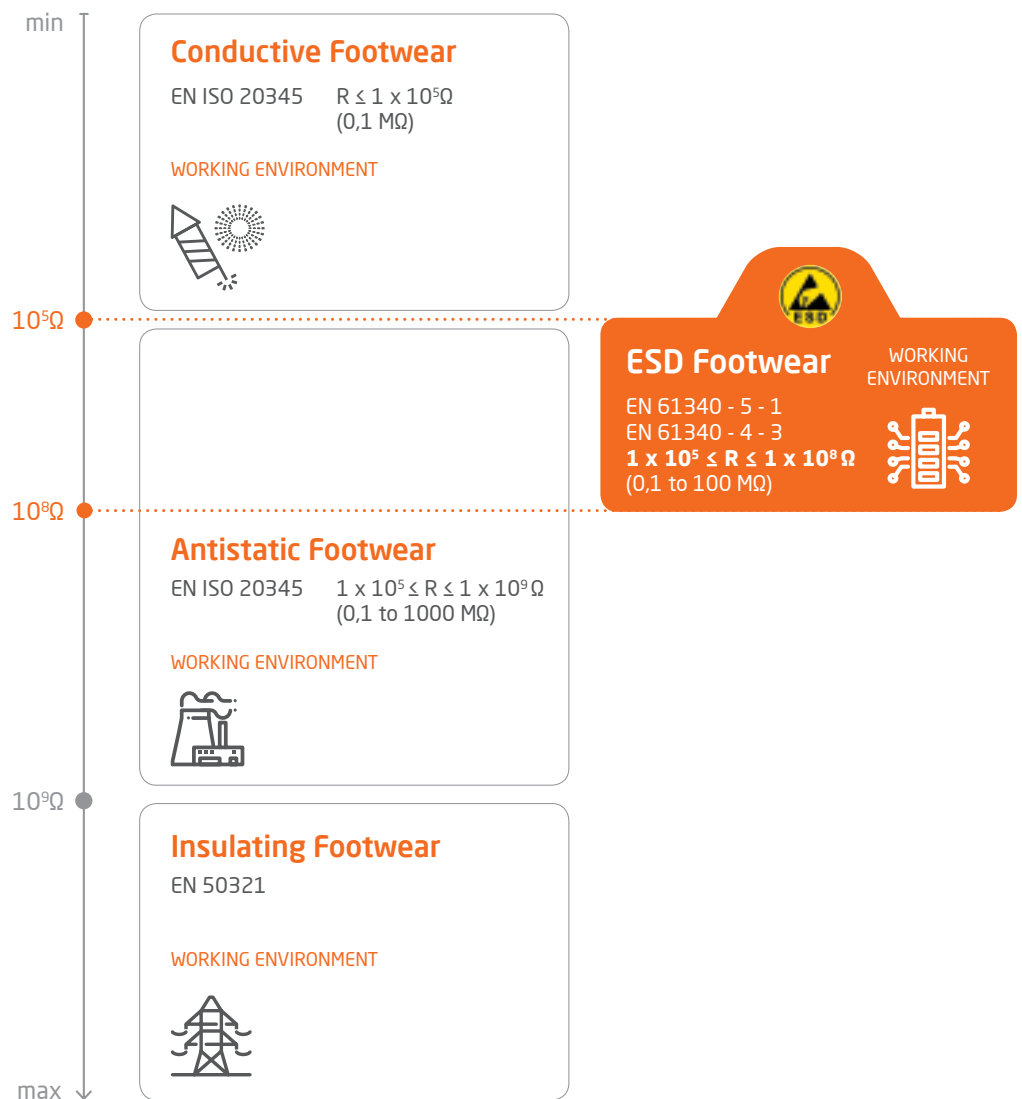 min
Conductive Footwear
EN ISO 20345 R ≤ 1 x 10⁵Ω
(0,1 MΩ)
WORKING ENVIRONMENT
10⁵Ω
ESD
ESD Footwear
WORKING
ENVIRONMENT
EN 61340 - 5 - 1
EN 61340 - 4 - 3
1 x 10⁵ ≤ R ≤ 1 x 10⁸ Ω
(0,1 to 100 MΩ)
10⁸Ω
Antistatic Footwear
EN ISO 20345 1 x 10⁵ ≤ R ≤ 1 x 10⁹ Ω
(0,1 to 1000 MΩ)
WORKING ENVIRONMENT
10⁹Ω
Insulating Footwear
EN 50321
WORKING ENVIRONMENT
max